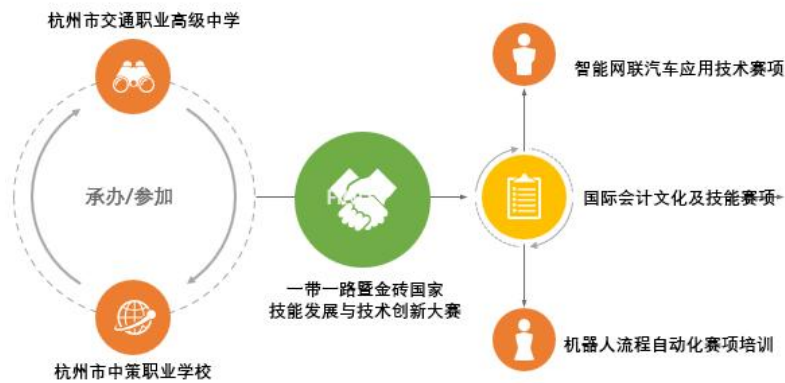 杭州市交通职业高级中学
承办/参加
杭州市中策职业学校
一带一路暨金砖国家
技能发展与技术创新大赛
智能网联汽车应用技术赛项
国际会计文化及技能赛项
机器人流程自动化赛项培训